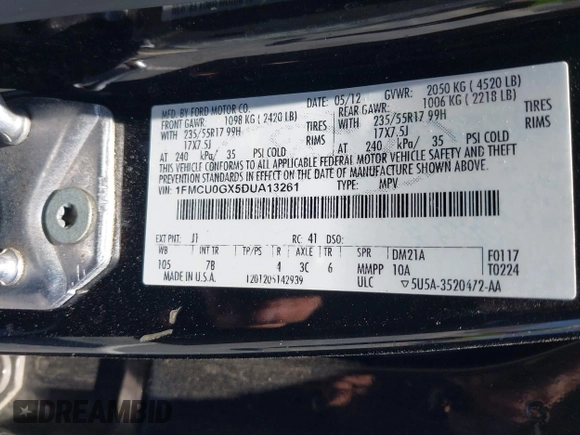 MFD. BY FORD MOTOR CO.
DATE: 05/12 GVWR: 2050 KG ( 4520 LB)
FRONT GAWR: 1098 KG ( 2420 LB) REAR GAWR: 1006 KG ( 2218 LB)
WITH 235/55R17 99H TIRES WITH 235/55R17 99H TIRES
17X7.5J RIMS 17X7.5J RIMS
AT 240 kPa/ 35 PSI COLD AT 240 kPa/ 35 PSI COLD
THIS VEHICLE CONFORMS TO ALL APPLICABLE FEDERAL MOTOR VEHICLE SAFETY, BUMPER, AND THEFT
PREVENTION STANDARDS IN EFFECT ON THE DATE OF MANUFACTURE SHOWN ABOVE.
VIN: 1FMCU0GX5DUA13261 TYPE: MPV
EXT PNT: J1 RC: 41 DSO:
WB INT TR TP/PS R AXLE TR SPR DM21A F0117
105 7B 4 3C 6 MMPP 10A T0224
MADE IN U.S.A. 1201205142939 ULC 5U5A-3520472-AA
DREAMBID